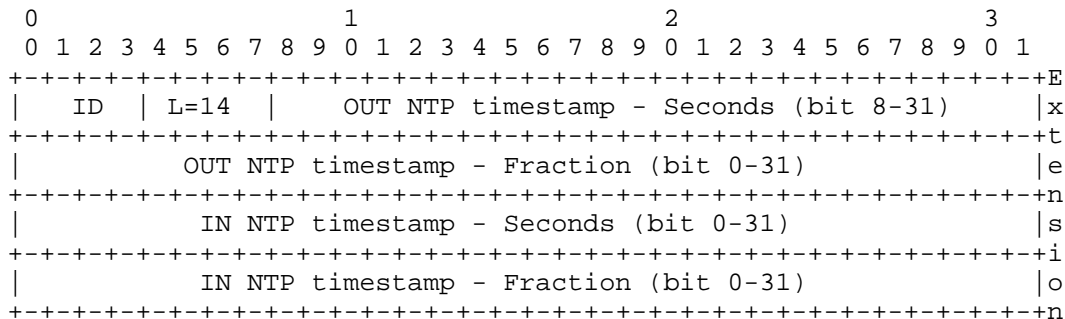 0                   1                   2                   3
 0 1 2 3 4 5 6 7 8 9 0 1 2 3 4 5 6 7 8 9 0 1 2 3 4 5 6 7 8 9 0 1
+-+-+-+-+-+-+-+-+-+-+-+-+-+-+-+-+-+-+-+-+-+-+-+-+-+-+-+-+-+-+-+-+E
|   ID  | L=14  |    OUT NTP timestamp - Seconds (bit 8-31)     |x
+-+-+-+-+-+-+-+-+-+-+-+-+-+-+-+-+-+-+-+-+-+-+-+-+-+-+-+-+-+-+-+-+t
|          OUT NTP timestamp - Fraction (bit 0-31)              |e
+-+-+-+-+-+-+-+-+-+-+-+-+-+-+-+-+-+-+-+-+-+-+-+-+-+-+-+-+-+-+-+-+n
|           IN NTP timestamp - Seconds (bit 0-31)               |s
+-+-+-+-+-+-+-+-+-+-+-+-+-+-+-+-+-+-+-+-+-+-+-+-+-+-+-+-+-+-+-+-+i
|           IN NTP timestamp - Fraction (bit 0-31)              |o
+-+-+-+-+-+-+-+-+-+-+-+-+-+-+-+-+-+-+-+-+-+-+-+-+-+-+-+-+-+-+-+-+n